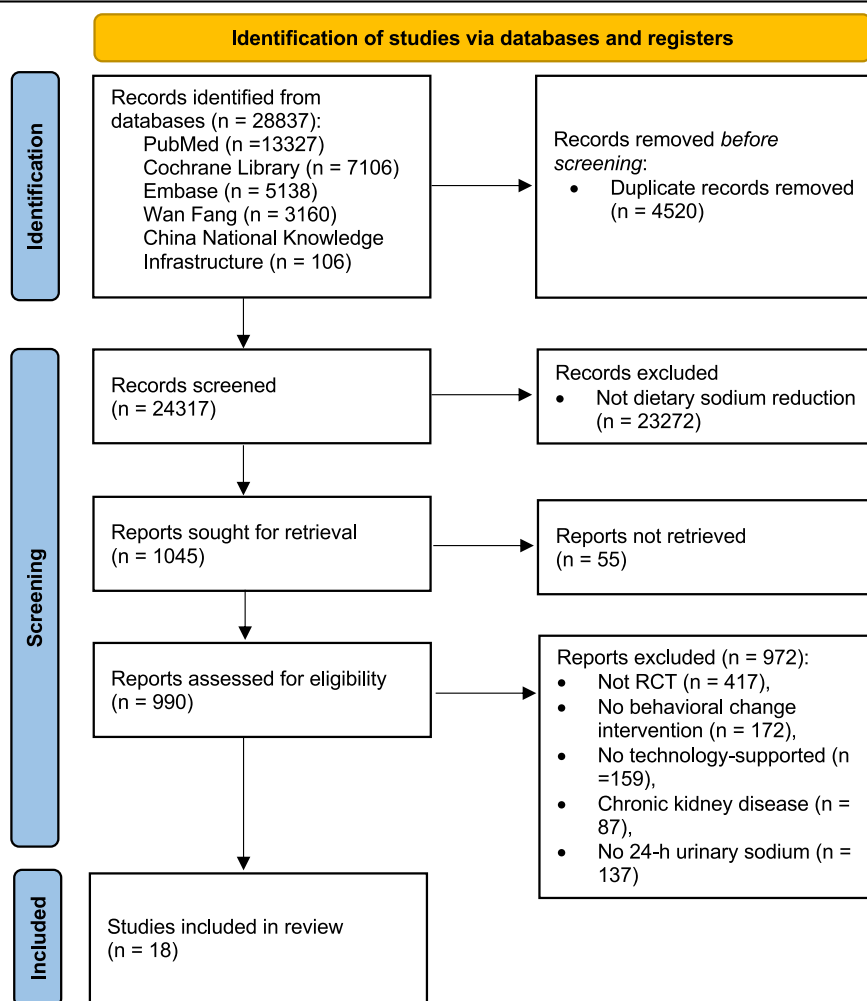 Identification of studies via databases and registers
Identification
Records identified from
databases (n = 28837):
PubMed (n =13327)
Cochrane Library (n = 7106)
Embase (n = 5138)
Wan Fang (n = 3160)
China National Knowledge
Infrastructure (n = 106)
Records removed before
screening:
• Duplicate records removed
(n = 4520)
Screening
Records screened
(n = 24317)
Records excluded
• Not dietary sodium reduction
(n = 23272)
Reports sought for retrieval
(n = 1045)
Reports not retrieved
(n = 55)
Reports assessed for eligibility
(n = 990)
Reports excluded (n = 972):
• Not RCT (n = 417),
• No behavioral change
intervention (n = 172),
• No technology-supported (n
=159),
• Chronic kidney disease (n =
87),
• No 24-h urinary sodium (n =
137)
Included
Studies included in review
(n = 18)